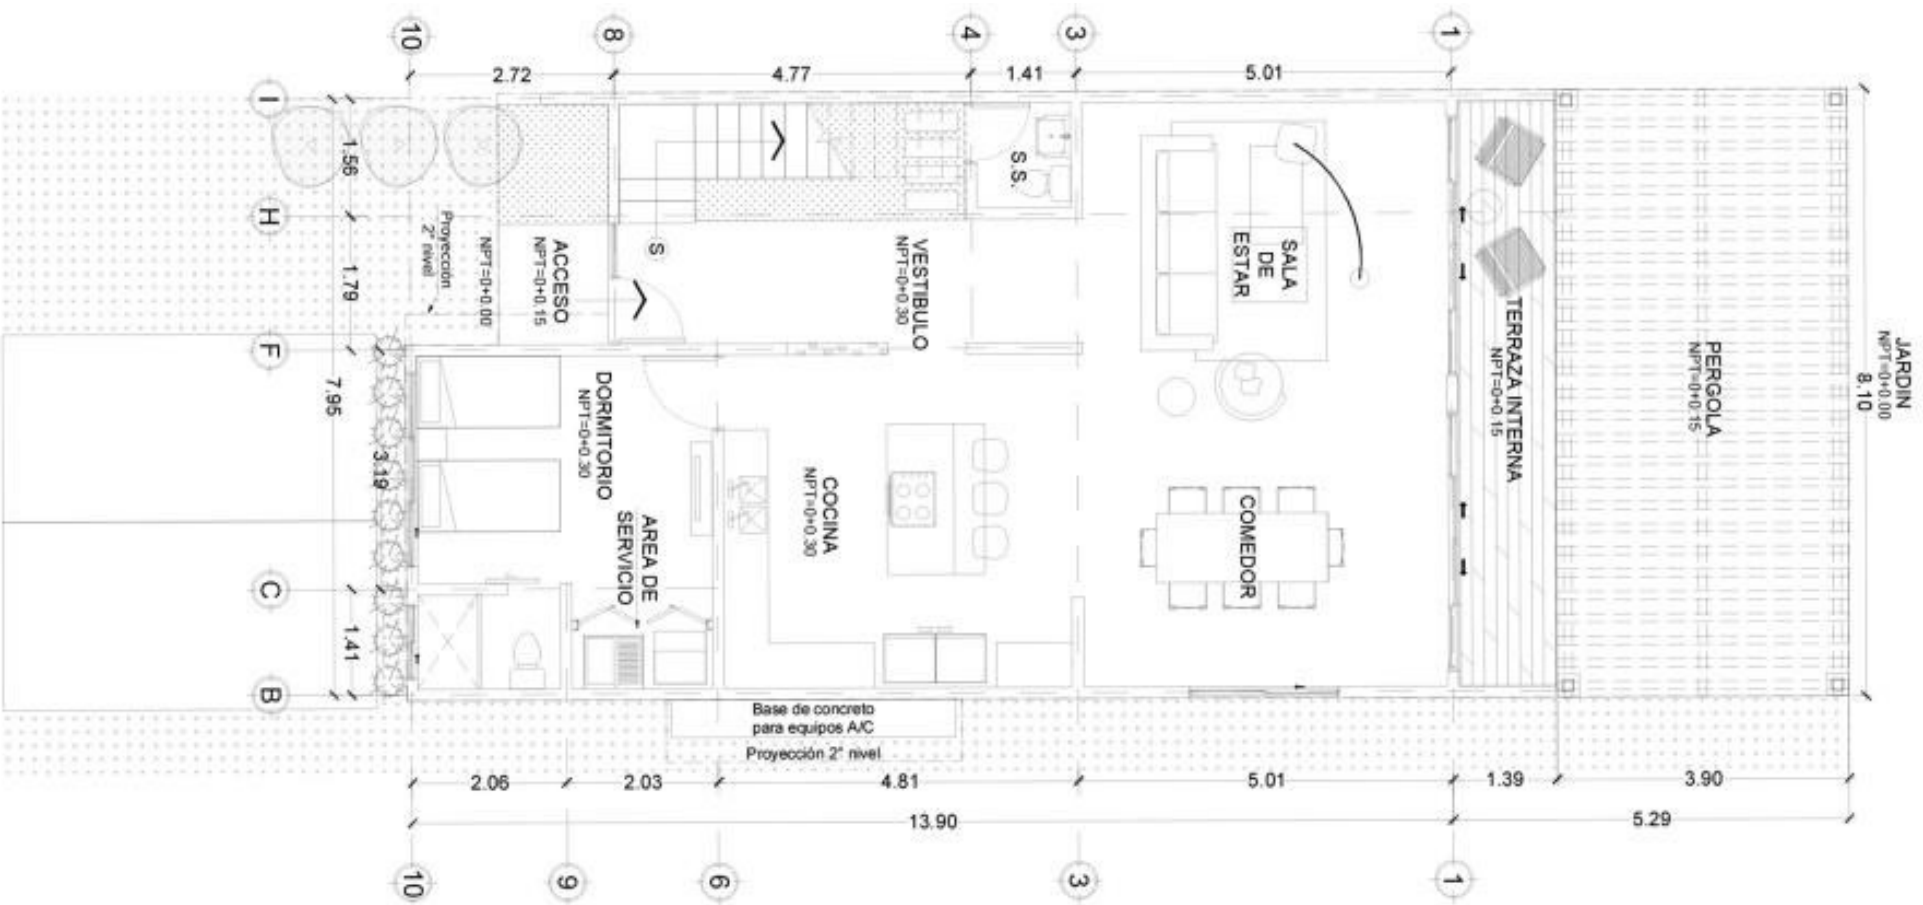 10
8
4
3
1
2.72
4.77
1.41
5.01
I
H
F
C
B
1.56
1.79
3.19
1.41
7.95
Proyección
2° nivel
NPT=0+0.00
ACCESO
NPT=0+0.15
S
VESTIBULO
NPT=0+0.30
S.S.
SALA
DE
ESTAR
TERRAZA INTERNA
NPT=0+0.15
PERGOLA
NPT=0+0.15
JARDIN
NPT=0+0.00
8.10
DORMITORIO
NPT=0+0.30
AREA DE
SERVICIO
COCINA
NPT=0+0.30
COMEDOR
Base de concreto
para equipos A/C
Proyección 2° nivel
2.06
2.03
4.81
5.01
1.39
3.90
13.90
5.29
10
9
6
3
1